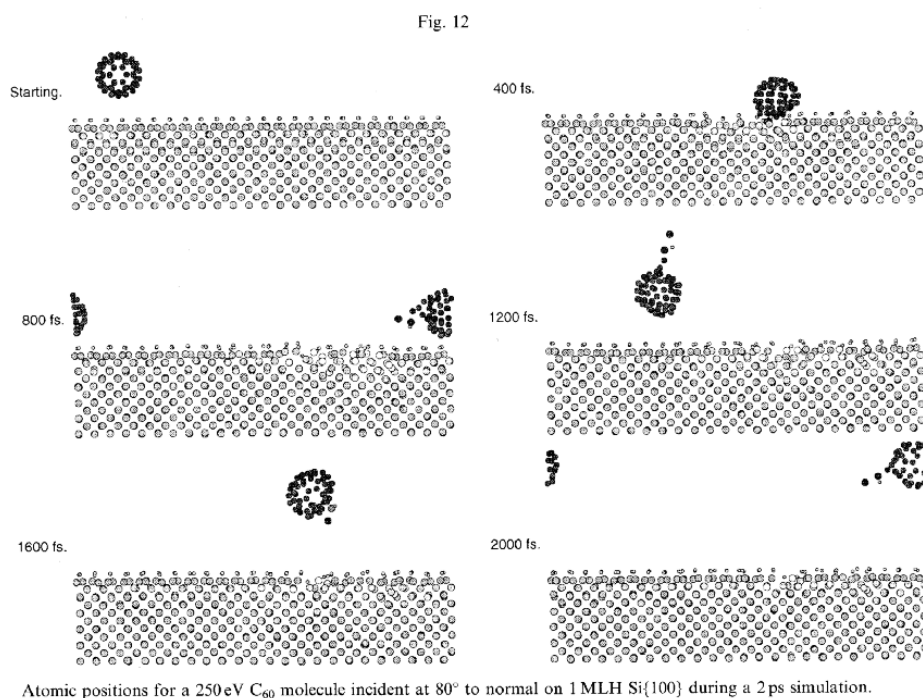 Fig. 12
Starting.
400 fs.
800 fs.
1200 fs.
1600 fs.
2000 fs.
Atomic positions for a 250 eV C₆₀ molecule incident at 80° to normal on 1 MLH Si{100} during a 2 ps simulation.